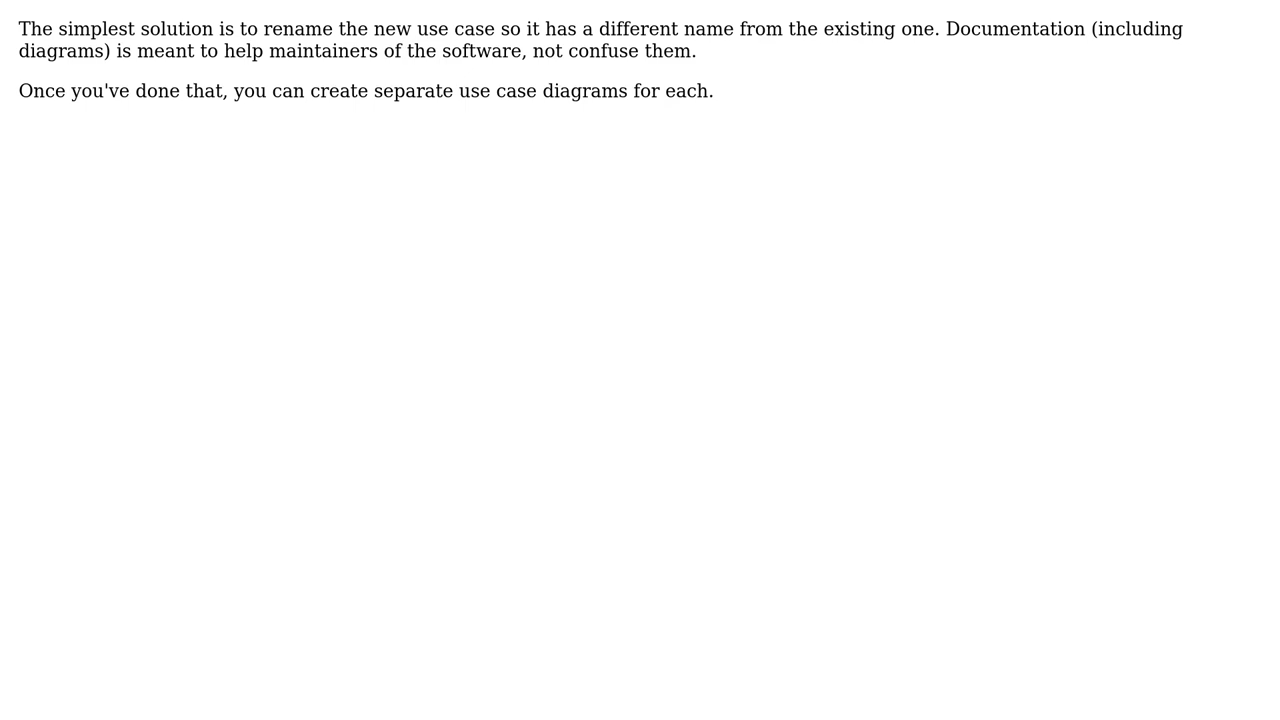 The simplest solution is to rename the new use case so it has a different name from the existing one. Documentation (including
diagrams) is meant to help maintainers of the software, not confuse them.
Once you've done that, you can create separate use case diagrams for each.